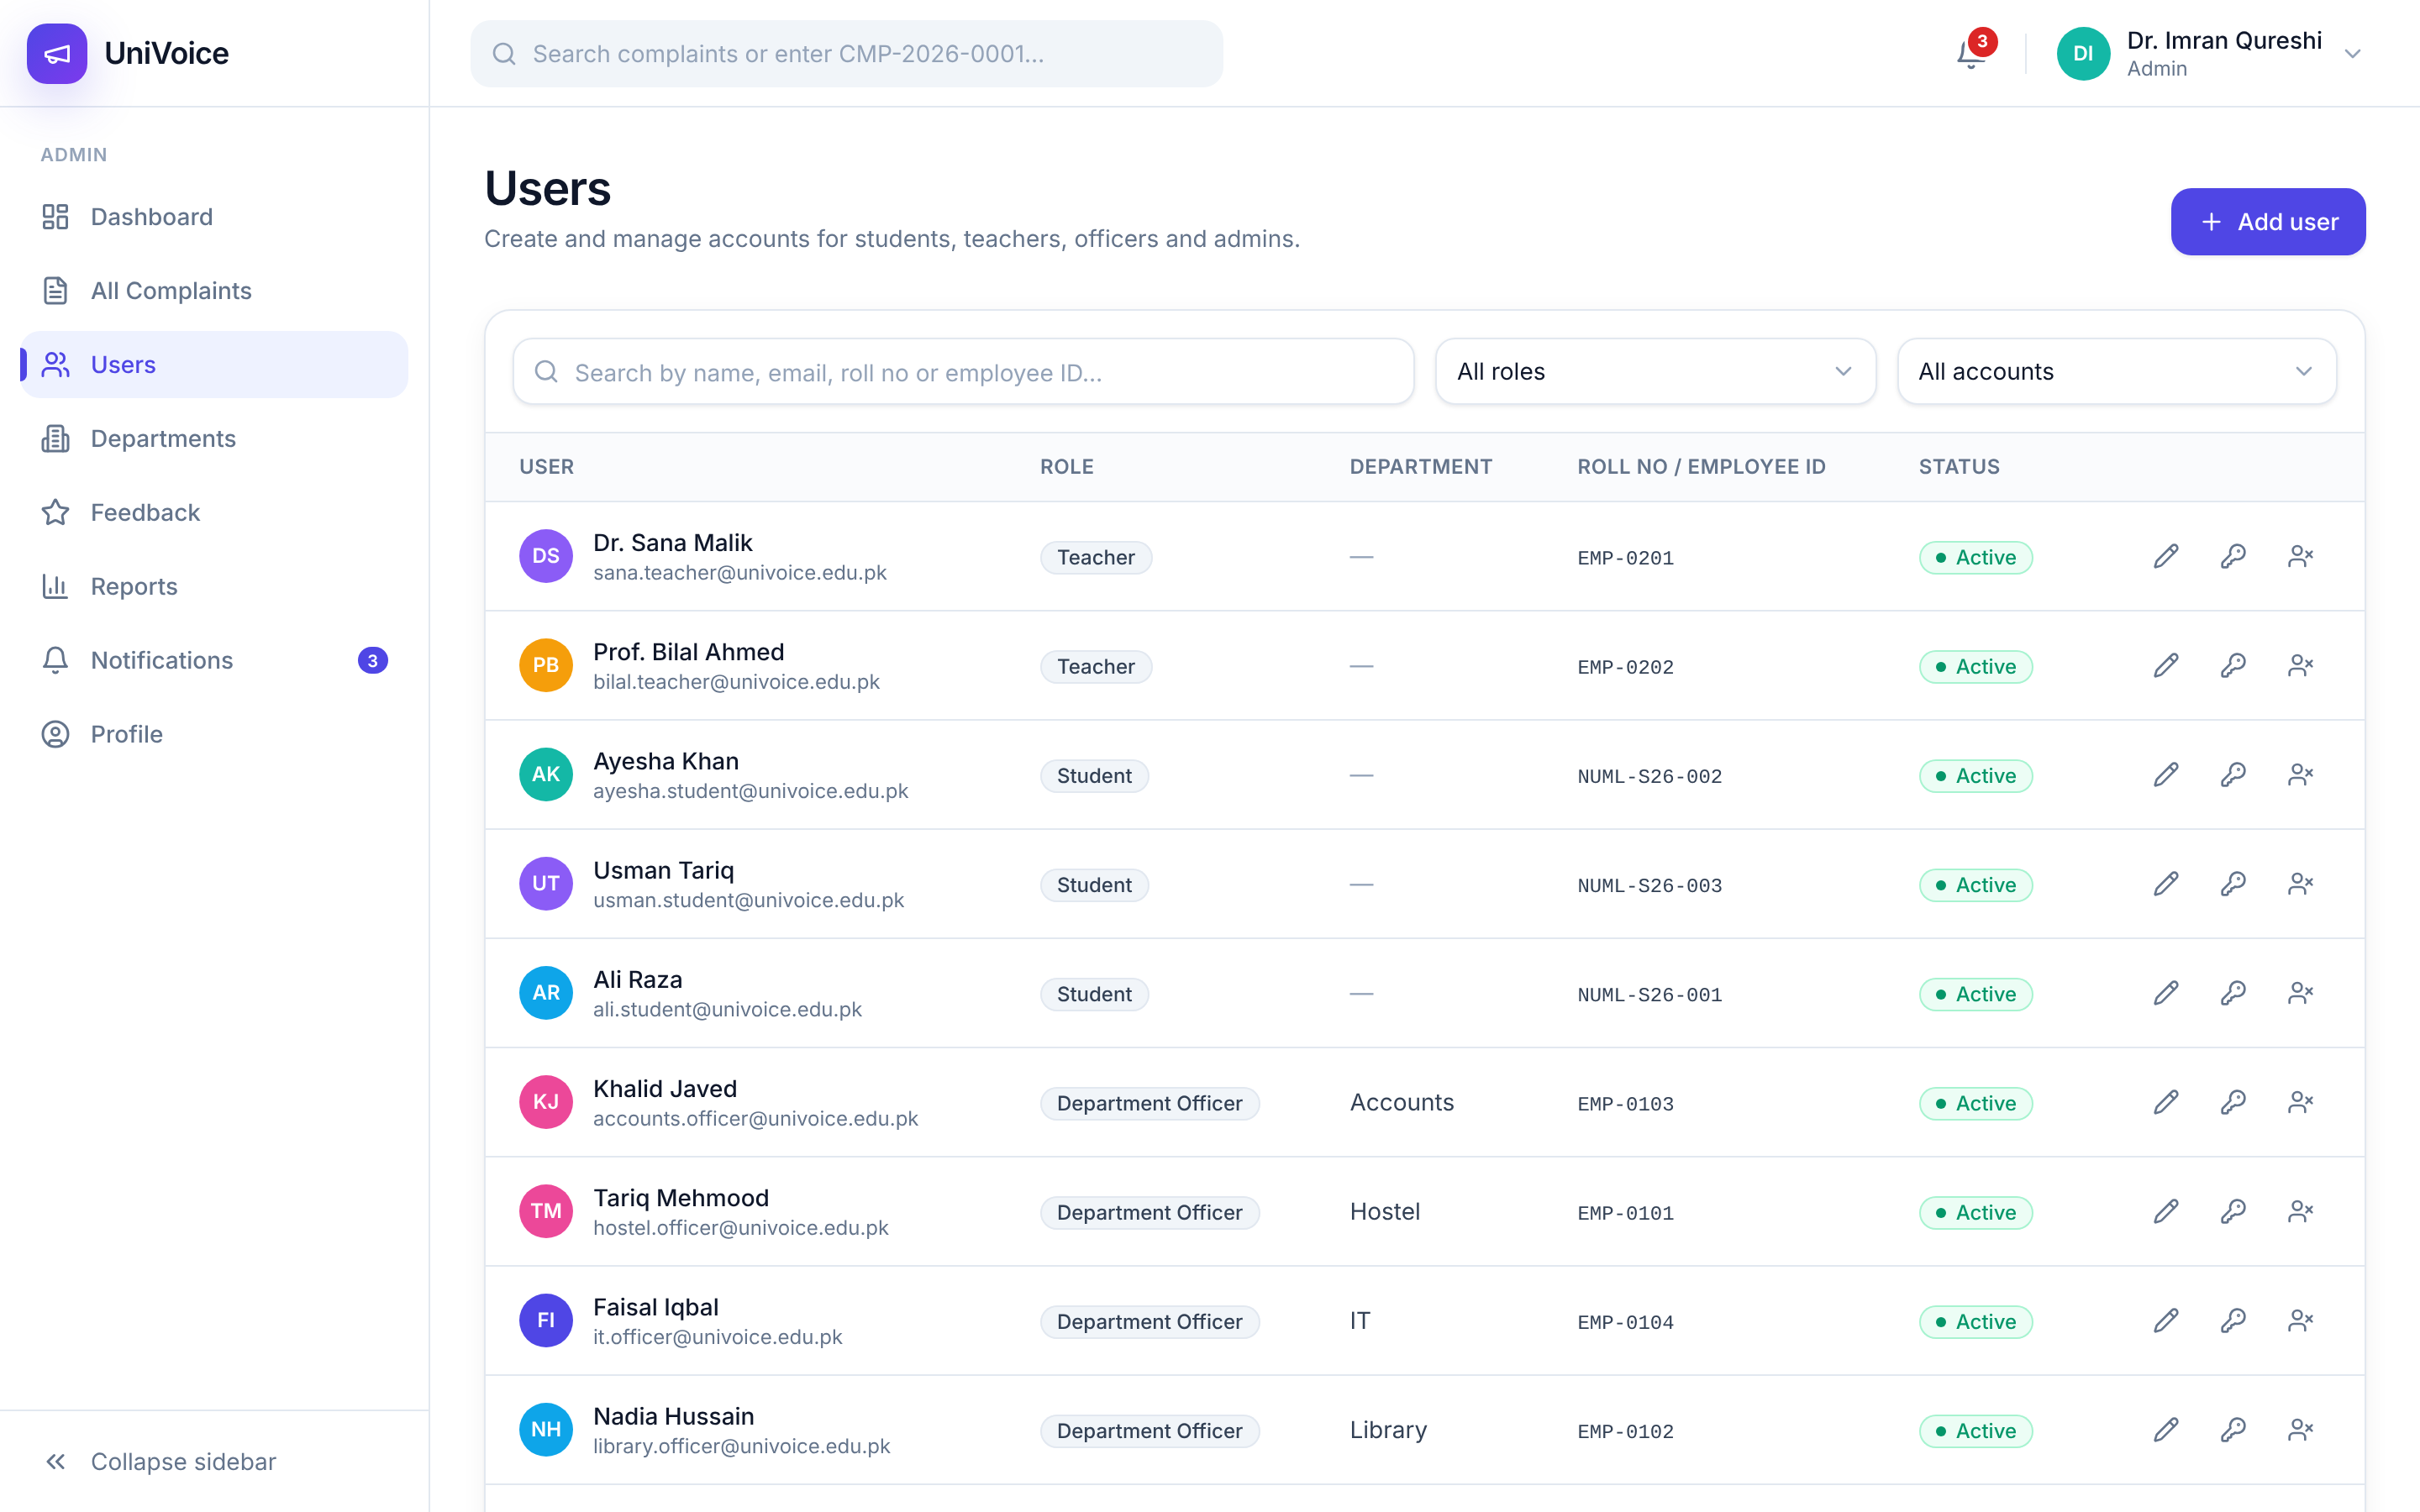 UniVoice
Search complaints or enter CMP-2026-0001...
3
DI
Dr. Imran Qureshi
Admin
ADMIN
Dashboard
All Complaints
Users
Departments
Feedback
Reports
Notifications 3
Profile
Collapse sidebar
Users
Create and manage accounts for students, teachers, officers and admins.
+ Add user
Search by name, email, roll no or employee ID...
All roles
All accounts
USER ROLE DEPARTMENT ROLL NO / EMPLOYEE ID STATUS
DS Dr. Sana Malik Teacher — EMP-0201 Active
sana.teacher@univoice.edu.pk
PB Prof. Bilal Ahmed Teacher — EMP-0202 Active
bilal.teacher@univoice.edu.pk
AK Ayesha Khan Student — NUML-S26-002 Active
ayesha.student@univoice.edu.pk
UT Usman Tariq Student — NUML-S26-003 Active
usman.student@univoice.edu.pk
AR Ali Raza Student — NUML-S26-001 Active
ali.student@univoice.edu.pk
KJ Khalid Javed Department Officer Accounts EMP-0103 Active
accounts.officer@univoice.edu.pk
TM Tariq Mehmood Department Officer Hostel EMP-0101 Active
hostel.officer@univoice.edu.pk
FI Faisal Iqbal Department Officer IT EMP-0104 Active
it.officer@univoice.edu.pk
NH Nadia Hussain Department Officer Library EMP-0102 Active
library.officer@univoice.edu.pk